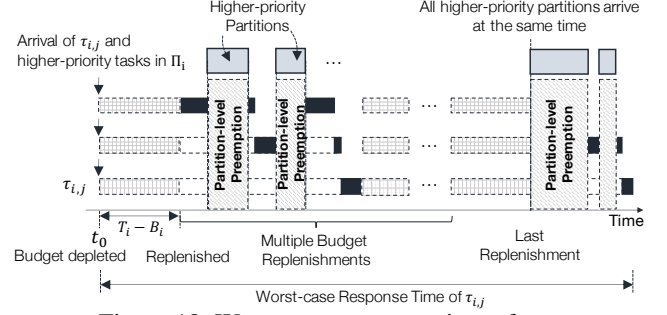 Higher-priority
Partitions
All higher-priority partitions arrive
at the same time
Arrival of τi,j and
higher-priority tasks in Πi
...
Partition-level
Preemption
Partition-level
Preemption
Partition-level
Preemption
...
...
...
τi,j
Ti − Bi
Time
t0
Multiple Budget
Replenishments
Last
Replenishment
Budget depleted
Replenished
Worst-case Response Time of τi,j